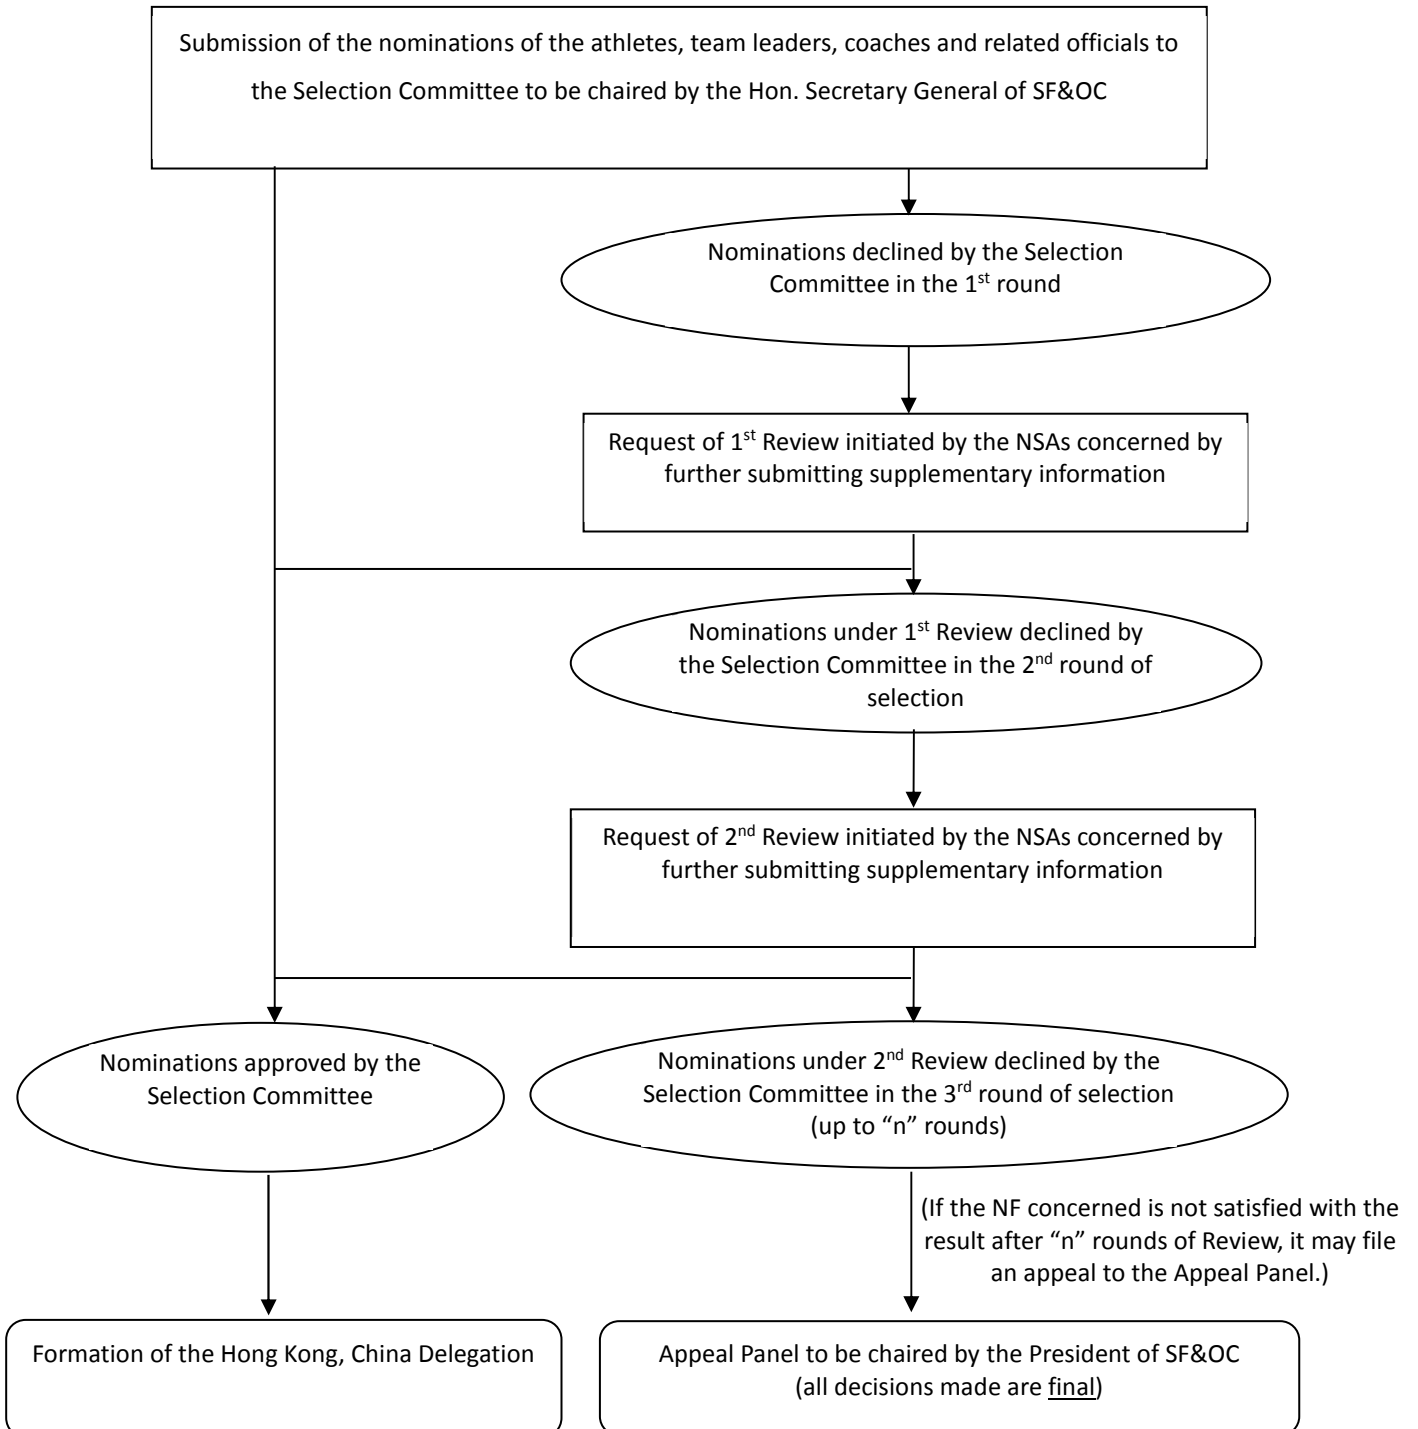 Submission of the nominations of the athletes, team leaders, coaches and related officials to
the Selection Committee to be chaired by the Hon. Secretary General of SF&OC
Nominations declined by the Selection
Committee in the 1st round
Request of 1st Review initiated by the NSAs concerned by
further submitting supplementary information
Nominations under 1st Review declined by
the Selection Committee in the 2nd round of
selection
Request of 2nd Review initiated by the NSAs concerned by
further submitting supplementary information
Nominations approved by the
Selection Committee
Nominations under 2nd Review declined by the
Selection Committee in the 3rd round of selection
(up to “n” rounds)
(If the NF concerned is not satisfied with the
result after “n” rounds of Review, it may file
an appeal to the Appeal Panel.)
Formation of the Hong Kong, China Delegation
Appeal Panel to be chaired by the President of SF&OC
(all decisions made are final)